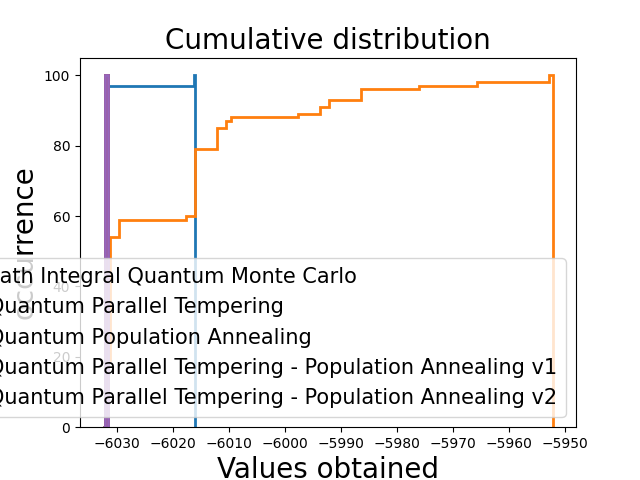 Cumulative distribution
100
80
60
40
20
0
occurrence
ath Integral Quantum Monte Carlo
Quantum Parallel Tempering
Quantum Population Annealing
Quantum Parallel Tempering - Population Annealing v1
Quantum Parallel Tempering - Population Annealing v2
−6030 −6020 −6010 −6000 −5990 −5980 −5970 −5960 −5950
Values obtained